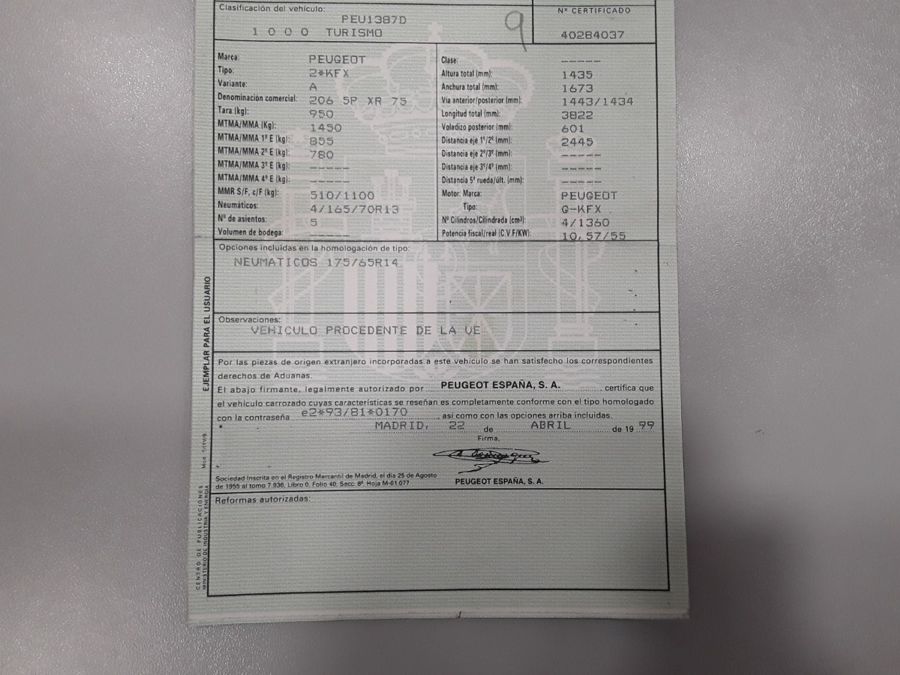 Clasificación del vehículo:
PEU1387D
1 0 0 0 TURISMO
9
Nº CERTIFICADO
40284037
Marca: PEUGEOT
Tipo: 2*KFX
Variante: A
Denominación comercial: 206 5P XR 75
Tara (kg): 950
MTMA/MMA (Kg): 1450
MTMA/MMA 1º E (kg): 855
MTMA/MMA 2º E (kg): 780
MTMA/MMA 3º E (kg): -----
MTMA/MMA 4º E (kg): -----
MMR S/F, c/F (kg): 510/1100
Neumáticos: 4/165/70R13
Nº de asientos: 5
Volumen de bodega: -----
Clase: -----
Altura total (mm): 1435
Anchura total (mm): 1673
Vía anterior/posterior (mm): 1443/1434
Longitud total (mm): 3822
Voladizo posterior (mm): 601
Distancia eje 1º/2º (mm): 2445
Distancia eje 2º/3º (mm): -----
Distancia eje 3º/4º (mm): -----
Distancia 5ª rueda/últ. (mm): -----
Motor: Marca: PEUGEOT
Tipo: G-KFX
Nº Cilindros/Cilindrada (cm³): 4/1360
Potencia fiscal/real (C.V.F/KW): 10,57/55
Opciones incluidas en la homologación de tipo:
NEUMATICOS 175/65R14
Observaciones:
VEHICULO PROCEDENTE DE LA UE
Por las piezas de origen extranjero incorporadas a este vehículo se han satisfecho los correspondientes
derechos de Aduanas.
El abajo firmante, legalmente autorizado por PEUGEOT ESPAÑA, S. A. certifica que
el vehículo carrozado cuyas características se reseñan es completamente conforme con el tipo homologado
con la contraseña e2*93/81*0170, así como con las opciones arriba incluidas.
MADRID, 22 de ABRIL de 19 99
Firma,
Sociedad Inscrita en el Registro Mercantil de Madrid, el día 25 de Agosto
de 1955 al tomo 7.936, Libro 0, Folio 40, Secc. 8ª. Hoja M-61.077
PEUGEOT ESPAÑA, S. A.
Reformas autorizadas:
EJEMPLAR PARA EL USUARIO
CENTRO DE PUBLICACIONES
MINISTERIO DE INDUSTRIA Y ENERGIA